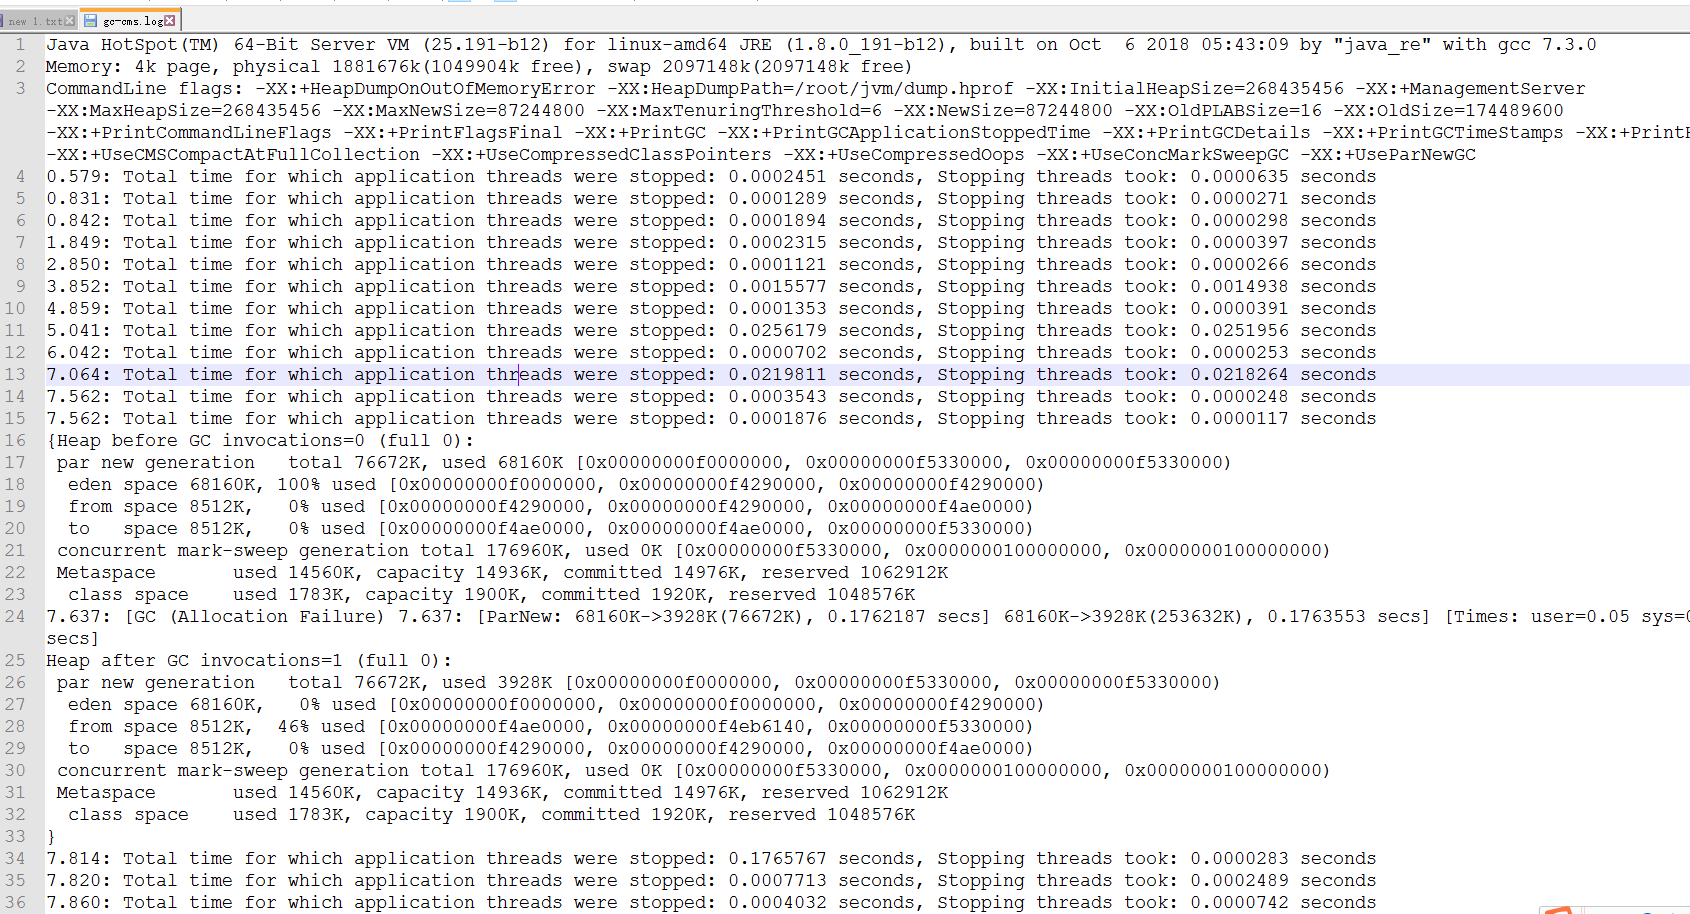 new 1.txt gc-cms.log
1 Java HotSpot(TM) 64-Bit Server VM (25.191-b12) for linux-amd64 JRE (1.8.0_191-b12), built on Oct  6 2018 05:43:09 by "java_re" with gcc 7.3.0
2 Memory: 4k page, physical 1881676k(1049904k free), swap 2097148k(2097148k free)
3 CommandLine flags: -XX:+HeapDumpOnOutOfMemoryError -XX:HeapDumpPath=/root/jvm/dump.hprof -XX:InitialHeapSize=268435456 -XX:+ManagementServer
-XX:MaxHeapSize=268435456 -XX:MaxNewSize=87244800 -XX:MaxTenuringThreshold=6 -XX:NewSize=87244800 -XX:OldPLABSize=16 -XX:OldSize=174489600
-XX:+PrintCommandLineFlags -XX:+PrintFlagsFinal -XX:+PrintGC -XX:+PrintGCApplicationStoppedTime -XX:+PrintGCDetails -XX:+PrintGCTimeStamps
-XX:+UseCMSCompactAtFullCollection -XX:+UseCompressedClassPointers -XX:+UseCompressedOops -XX:+UseConcMarkSweepGC -XX:+UseParNewGC
4 0.579: Total time for which application threads were stopped: 0.0002451 seconds, Stopping threads took: 0.0000635 seconds
5 0.831: Total time for which application threads were stopped: 0.0001289 seconds, Stopping threads took: 0.0000271 seconds
6 0.842: Total time for which application threads were stopped: 0.0001894 seconds, Stopping threads took: 0.0000298 seconds
7 1.849: Total time for which application threads were stopped: 0.0002315 seconds, Stopping threads took: 0.0000397 seconds
8 2.850: Total time for which application threads were stopped: 0.0001121 seconds, Stopping threads took: 0.0000266 seconds
9 3.852: Total time for which application threads were stopped: 0.0015577 seconds, Stopping threads took: 0.0014938 seconds
10 4.859: Total time for which application threads were stopped: 0.0001353 seconds, Stopping threads took: 0.0000391 seconds
11 5.041: Total time for which application threads were stopped: 0.0256179 seconds, Stopping threads took: 0.0251956 seconds
12 6.042: Total time for which application threads were stopped: 0.0000702 seconds, Stopping threads took: 0.0000253 seconds
13 7.064: Total time for which application threads were stopped: 0.0219811 seconds, Stopping threads took: 0.0218264 seconds
14 7.562: Total time for which application threads were stopped: 0.0003543 seconds, Stopping threads took: 0.0000248 seconds
15 7.562: Total time for which application threads were stopped: 0.0001876 seconds, Stopping threads took: 0.0000117 seconds
16 {Heap before GC invocations=0 (full 0):
17  par new generation   total 76672K, used 68160K [0x00000000f0000000, 0x00000000f5330000, 0x00000000f5330000)
18   eden space 68160K, 100% used [0x00000000f0000000, 0x00000000f4290000, 0x00000000f4290000)
19   from space 8512K,   0% used [0x00000000f4290000, 0x00000000f4290000, 0x00000000f4ae0000)
20   to   space 8512K,   0% used [0x00000000f4ae0000, 0x00000000f4ae0000, 0x00000000f5330000)
21  concurrent mark-sweep generation total 176960K, used 0K [0x00000000f5330000, 0x0000000100000000, 0x0000000100000000)
22  Metaspace       used 14560K, capacity 14936K, committed 14976K, reserved 1062912K
23   class space    used 1783K, capacity 1900K, committed 1920K, reserved 1048576K
24 7.637: [GC (Allocation Failure) 7.637: [ParNew: 68160K->3928K(76672K), 0.1762187 secs] 68160K->3928K(253632K), 0.1763553 secs] [Times: user=0.05
secs]
25 Heap after GC invocations=1 (full 0):
26  par new generation   total 76672K, used 3928K [0x00000000f0000000, 0x00000000f5330000, 0x00000000f5330000)
27   eden space 68160K,   0% used [0x00000000f0000000, 0x00000000f0000000, 0x00000000f4290000)
28   from space 8512K,  46% used [0x00000000f4ae0000, 0x00000000f4eb6140, 0x00000000f5330000)
29   to   space 8512K,   0% used [0x00000000f4290000, 0x00000000f4290000, 0x00000000f4ae0000)
30  concurrent mark-sweep generation total 176960K, used 0K [0x00000000f5330000, 0x0000000100000000, 0x0000000100000000)
31  Metaspace       used 14560K, capacity 14936K, committed 14976K, reserved 1062912K
32   class space    used 1783K, capacity 1900K, committed 1920K, reserved 1048576K
33 }
34 7.814: Total time for which application threads were stopped: 0.1765767 seconds, Stopping threads took: 0.0000283 seconds
35 7.820: Total time for which application threads were stopped: 0.0007713 seconds, Stopping threads took: 0.0002489 seconds
36 7.860: Total time for which application threads were stopped: 0.0004032 seconds, Stopping threads took: 0.0000742 seconds